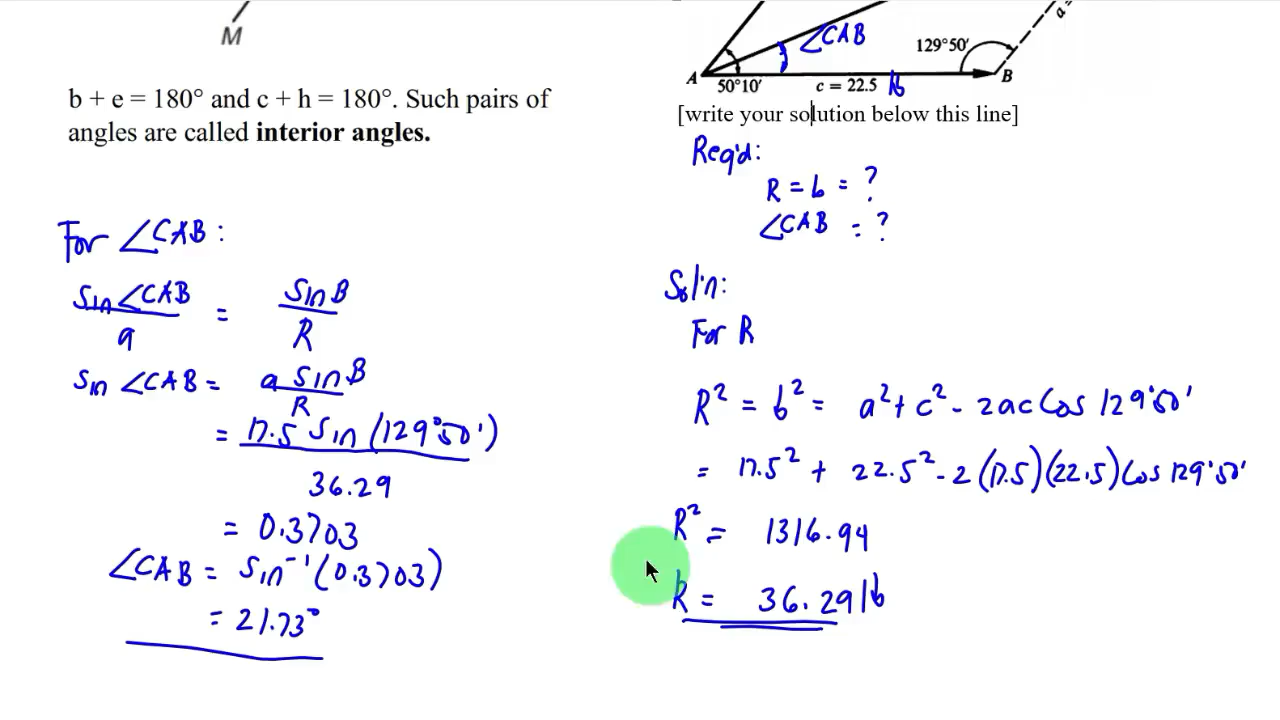 M
b + e = 180° and c + h = 180°. Such pairs of
angles are called interior angles.
For ∠CAB:
Sin ∠CAB / a = Sin B / R
Sin ∠CAB = a Sin B / R
= 17.5 Sin (129°50') / 36.29
= 0.3703
∠CAB = Sin⁻¹ (0.3703)
= 21.73°
a =
∠CAB
129°50'
A
B
50°10'
c = 22.5 lb
[write your solution below this line]
Req'd:
R = b = ?
∠CAB = ?
Sol'n:
For R
R² = b² = a² + c² - 2ac Cos 129°50'
= 17.5² + 22.5² - 2 (17.5)(22.5) Cos 129°50'
R² = 1316.94
R = 36.29 lb